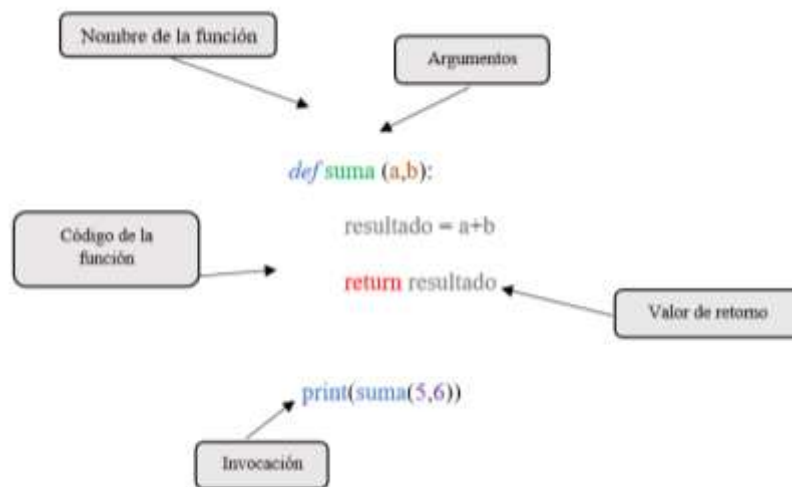 Nombre de la función
Argumentos
def suma (a,b):
resultado = a+b
Código de la
función
return resultado
Valor de retorno
print(suma(5,6))
Invocación